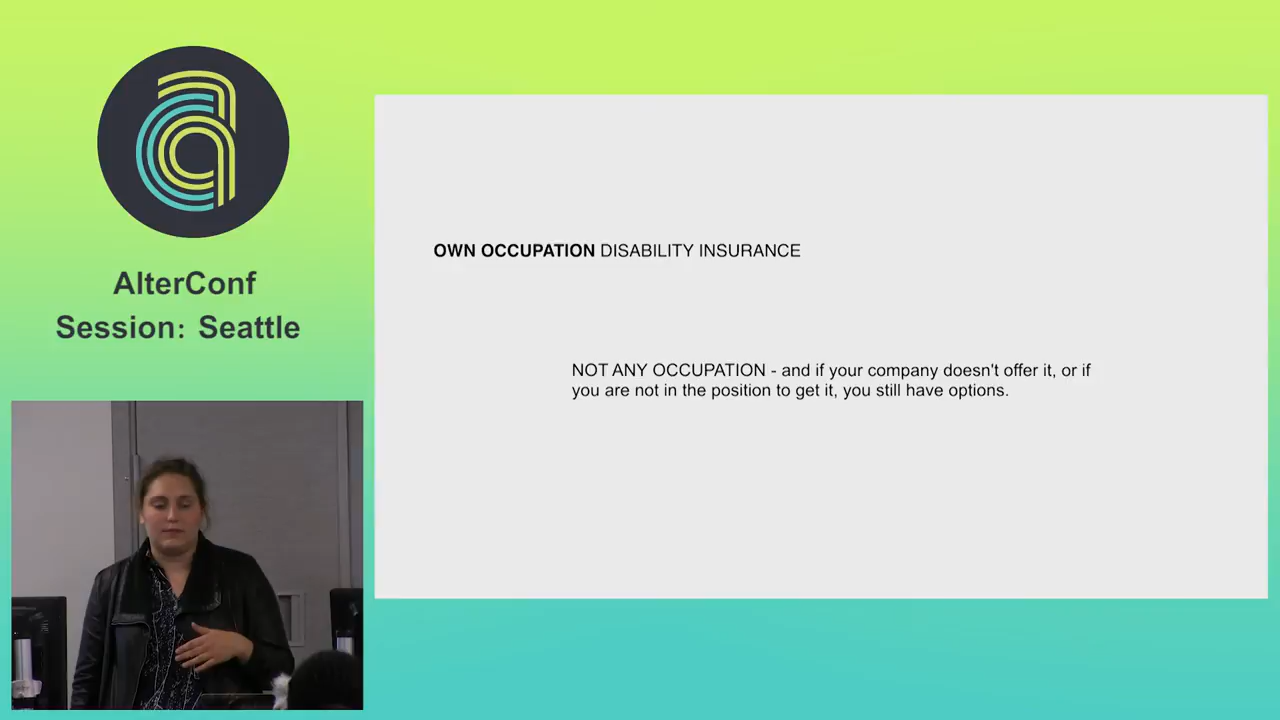 AlterConf
Session: Seattle
OWN OCCUPATION DISABILITY INSURANCE
NOT ANY OCCUPATION - and if your company doesn't offer it, or if
you are not in the position to get it, you still have options.